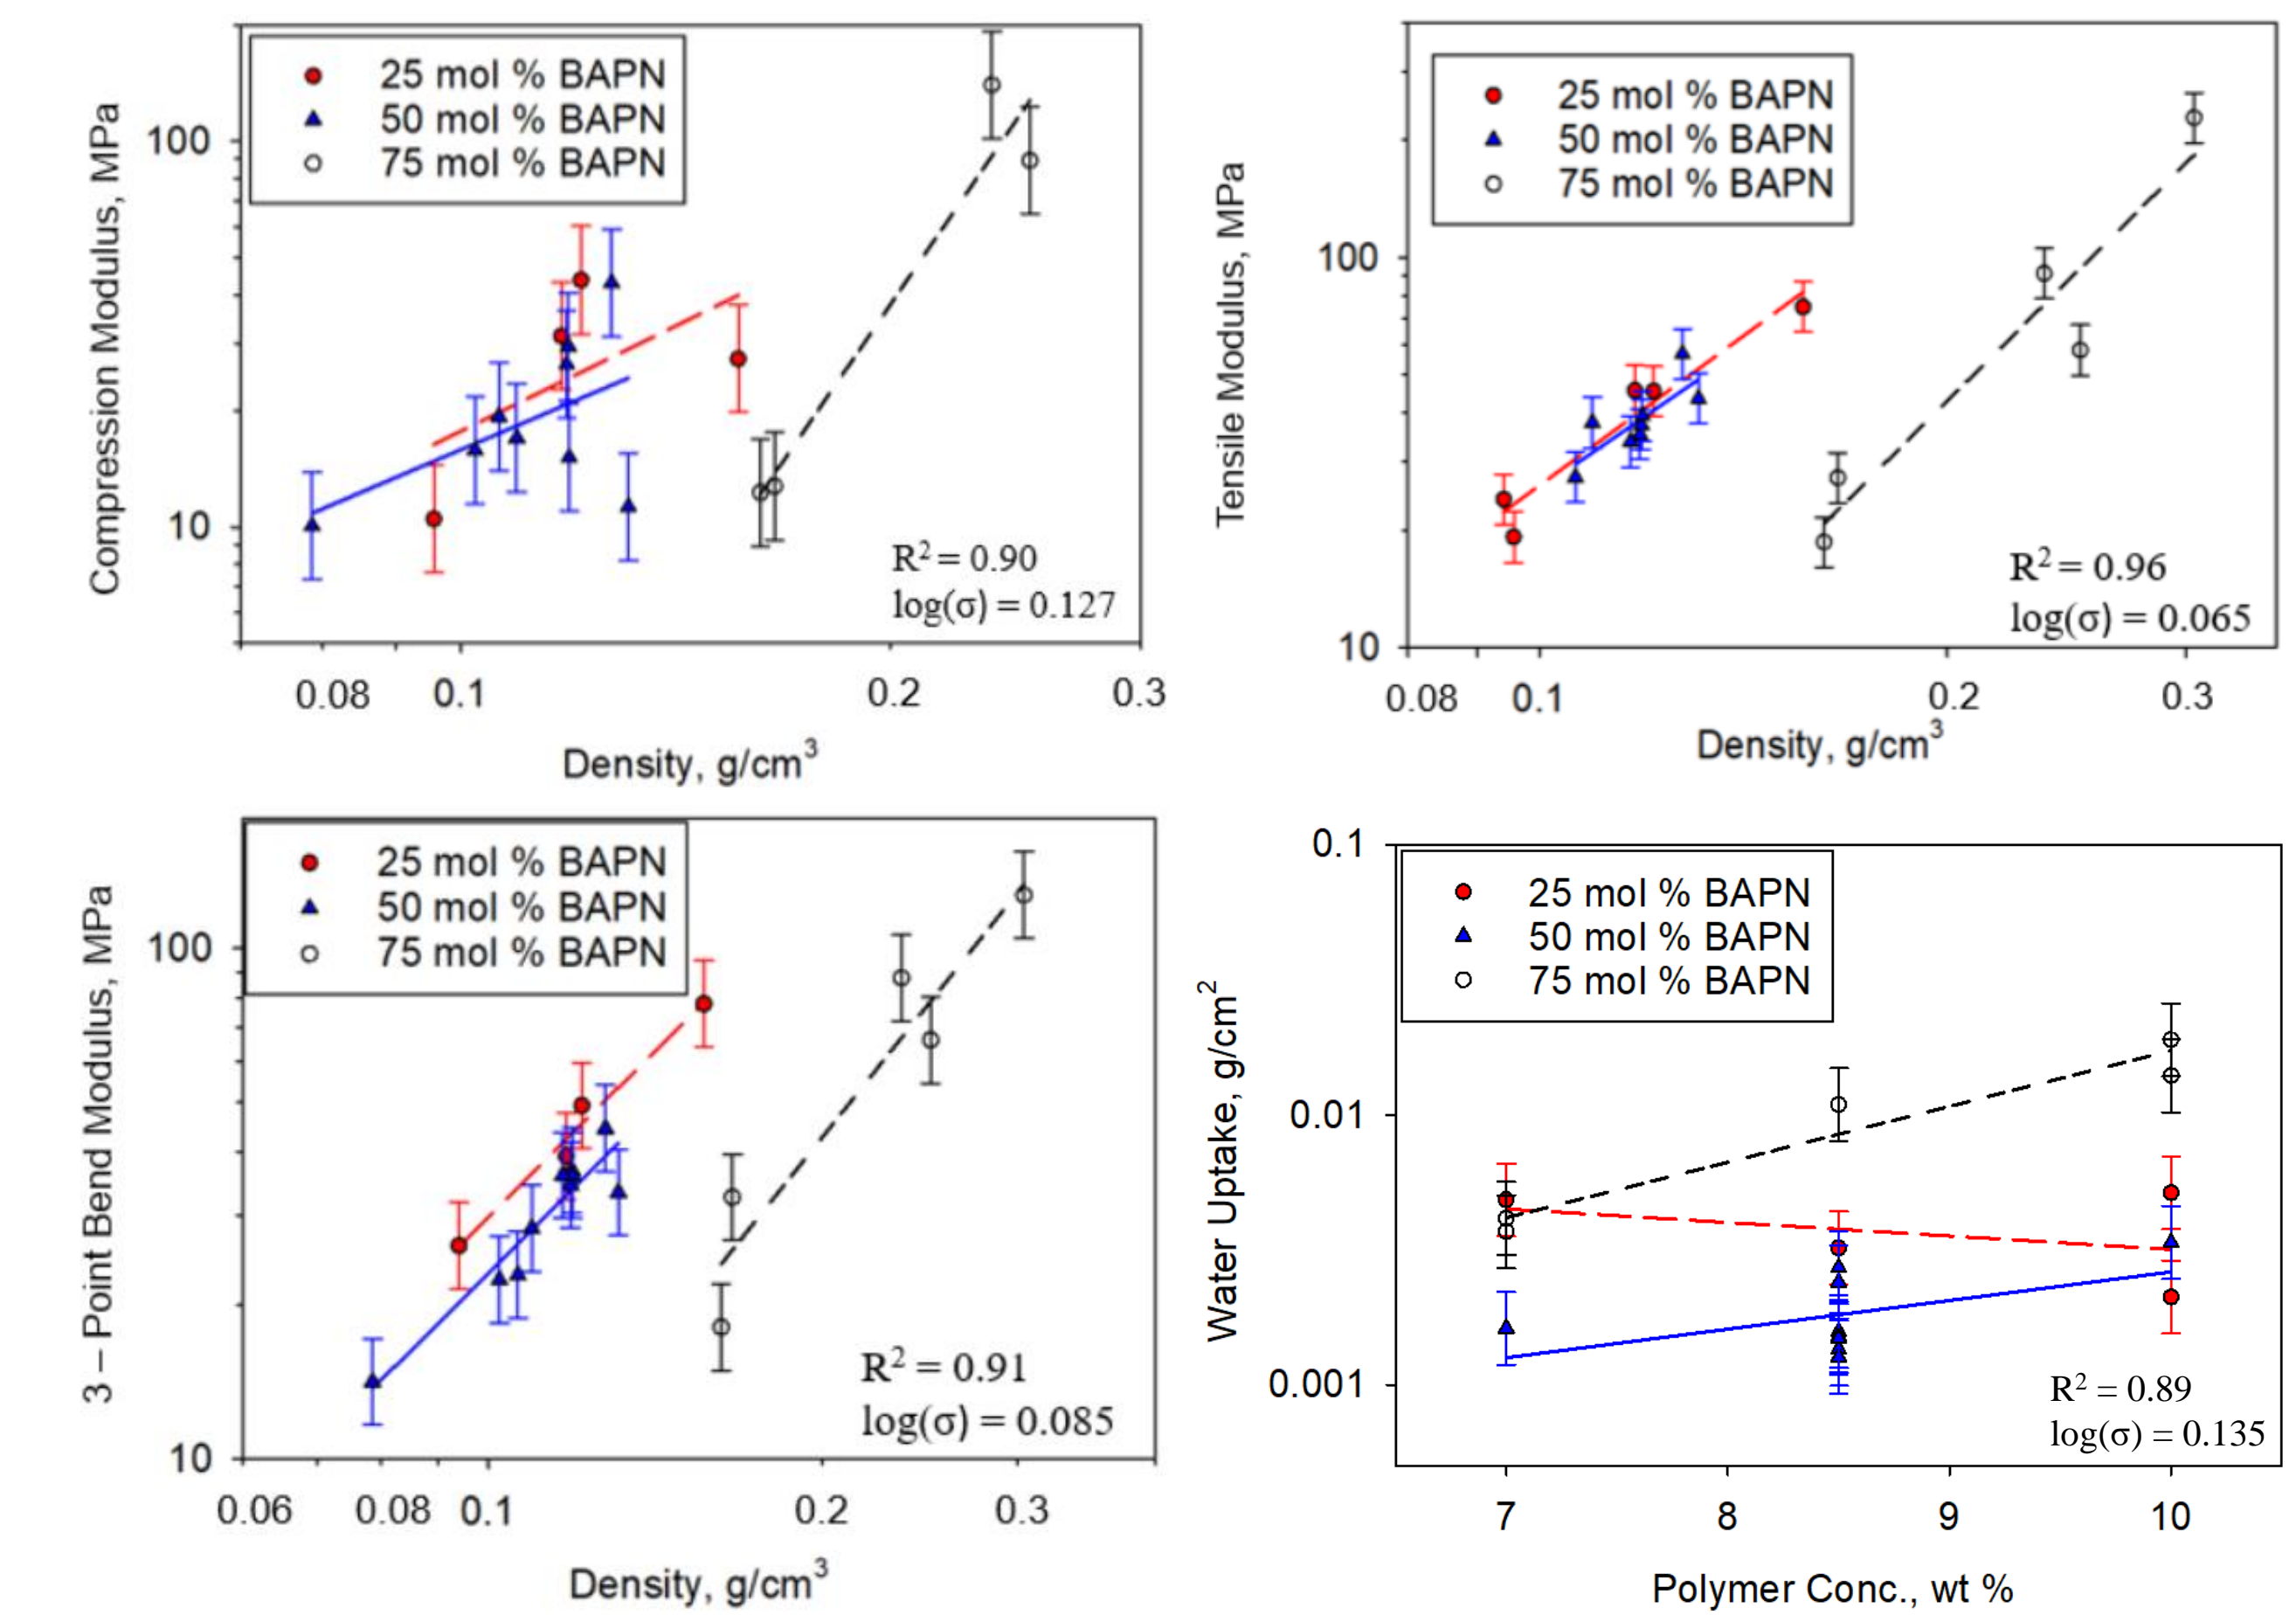 25 mol % BAPN
50 mol % BAPN
75 mol % BAPN
Compression Modulus, MPa
100
10
R² = 0.90
log(σ) = 0.127
0.08 0.1 0.2 0.3
Density, g/cm³
25 mol % BAPN
50 mol % BAPN
75 mol % BAPN
Tensile Modulus, MPa
100
10
R² = 0.96
log(σ) = 0.065
0.08 0.1 0.2 0.3
Density, g/cm³
25 mol % BAPN
50 mol % BAPN
75 mol % BAPN
3 – Point Bend Modulus, MPa
100
10
R² = 0.91
log(σ) = 0.085
0.06 0.08 0.1 0.2 0.3
Density, g/cm³
25 mol % BAPN
50 mol % BAPN
75 mol % BAPN
Water Uptake, g/cm²
0.1
0.01
0.001
R² = 0.89
log(σ) = 0.135
7 8 9 10
Polymer Conc., wt %